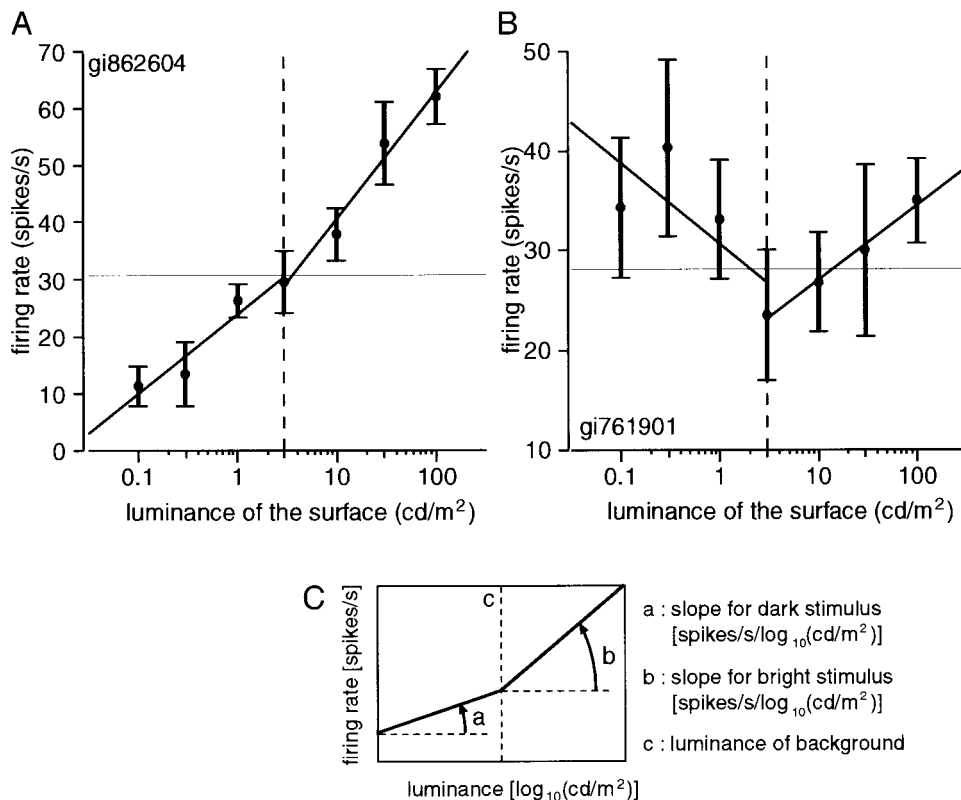 A
gi862604
firing rate (spikes/s)
70
60
50
40
30
20
10
0
0.1 1 10 100
luminance of the surface (cd/m²)
B
gi761901
firing rate (spikes/s)
50
40
30
20
10
0.1 1 10 100
luminance of the surface (cd/m²)
C
firing rate [spikes/s]
c
a
b
luminance [log₁₀(cd/m²)]
a : slope for dark stimulus
[spikes/s/log₁₀(cd/m²)]
b : slope for bright stimulus
[spikes/s/log₁₀(cd/m²)]
c : luminance of background